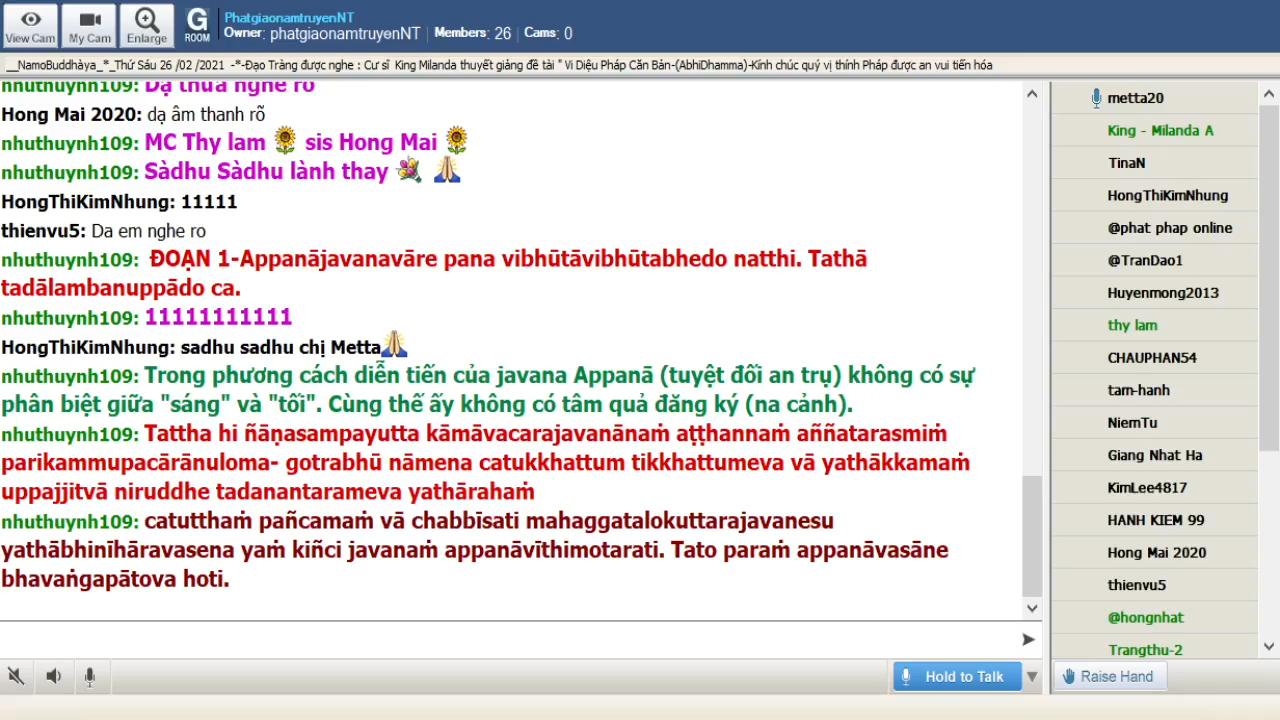 View Cam
My Cam
Enlarge
G
ROOM
PhatgiaonamtruyenNT
Owner: phatgiaonamtruyenNT | Members: 26 | Cams: 0
__NamoBuddhàya_*_Thứ Sáu 26 /02 /2021 -*-Đạo Tràng được nghe : Cư sĩ King Milanda thuyết giảng đề tài " Vi Diệu Pháp Căn Bản-(AbhiDhamma)-Kính chúc quý vị thính Pháp được an vui tiến hóa
nhuthuynh109: Dạ thưa nghe rõ
Hong Mai 2020: dạ âm thanh rõ
nhuthuynh109: MC Thy lam 🌻 sis Hong Mai 🌻
nhuthuynh109: Sàdhu Sàdhu lành thay 💐 🙏
HongThiKimNhung: 11111
thienvu5: Da em nghe ro
nhuthuynh109: ĐOẠN 1-Appanājavanavāre pana vibhūtāvibhūtabhedo natthi. Tathā
tadālambanuppādo ca.
nhuthuynh109: 11111111111
HongThiKimNhung: sadhu sadhu chị Metta🙏
nhuthuynh109: Trong phương cách diễn tiến của javana Appanā (tuyệt đối an trụ) không có sự
phân biệt giữa "sáng" và "tối". Cùng thế ấy không có tâm quả đăng ký (na cảnh).
nhuthuynh109: Tattha hi ñāṇasampayutta kāmāvacarajavanānaṁ aṭṭhannaṁ aññatarasmiṁ
parikammupacārānuloma- gotrabhū nāmena catukkhattum tikkhattumeva vā yathākkamaṁ
uppajjitvā niruddhe tadanantarameva yathārahaṁ
nhuthuynh109: catutthaṁ pañcamaṁ vā chabbīsati mahaggatalokuttarajavanesu
yathābhinīhāravasena yaṁ kiñci javanaṁ appanāvīthimotarati. Tato paraṁ appanāvasāne
bhavaṅgapātova hoti.
Hold to Talk
metta20
King - Milanda A
TinaN
HongThiKimNhung
@phat phap online
@TranDao1
Huyenmong2013
thy lam
CHAUPHAN54
tam-hanh
NiemTu
Giang Nhat Ha
KimLee4817
HANH KIEM 99
Hong Mai 2020
thienvu5
@hongnhat
Trangthu-2
Raise Hand